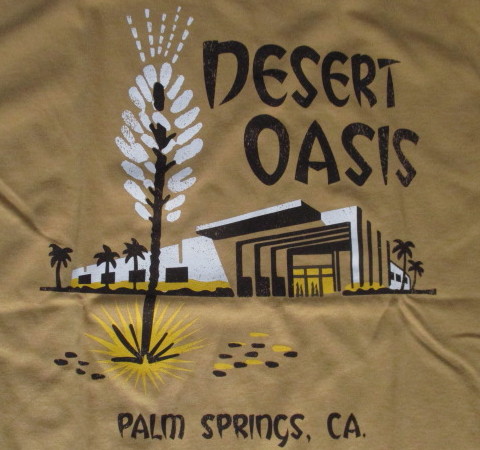 DESERT
OASIS
PALM SPRINGS, CA.